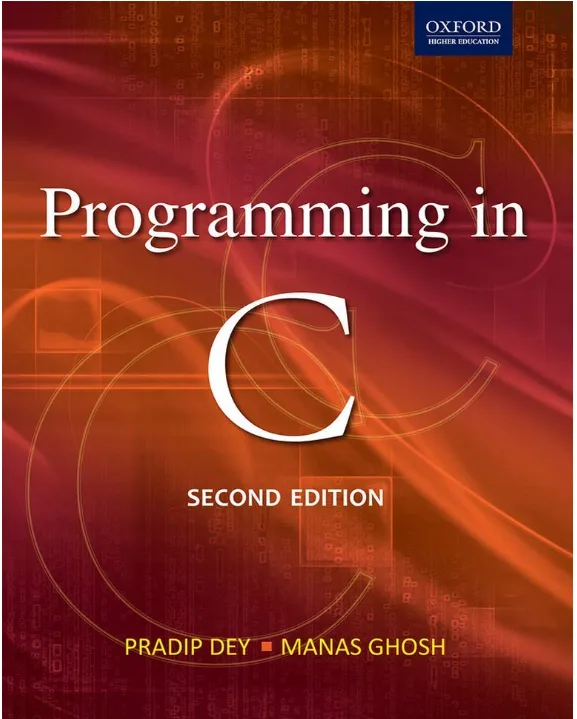 OXFORD
HIGHER EDUCATION
Programming in
C
SECOND EDITION
PRADIP DEY ■ MANAS GHOSH